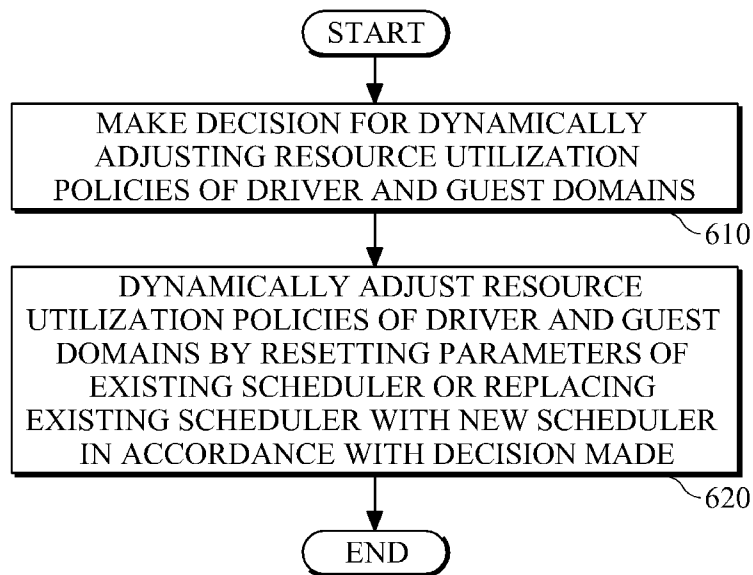 START
MAKE DECISION FOR DYNAMICALLY
ADJUSTING RESOURCE UTILIZATION
POLICIES OF DRIVER AND GUEST DOMAINS
610
DYNAMICALLY ADJUST RESOURCE
UTILIZATION POLICIES OF DRIVER AND GUEST
DOMAINS BY RESETTING PARAMETERS OF
EXISTING SCHEDULER OR REPLACING
EXISTING SCHEDULER WITH NEW SCHEDULER
IN ACCORDANCE WITH DECISION MADE
620
END